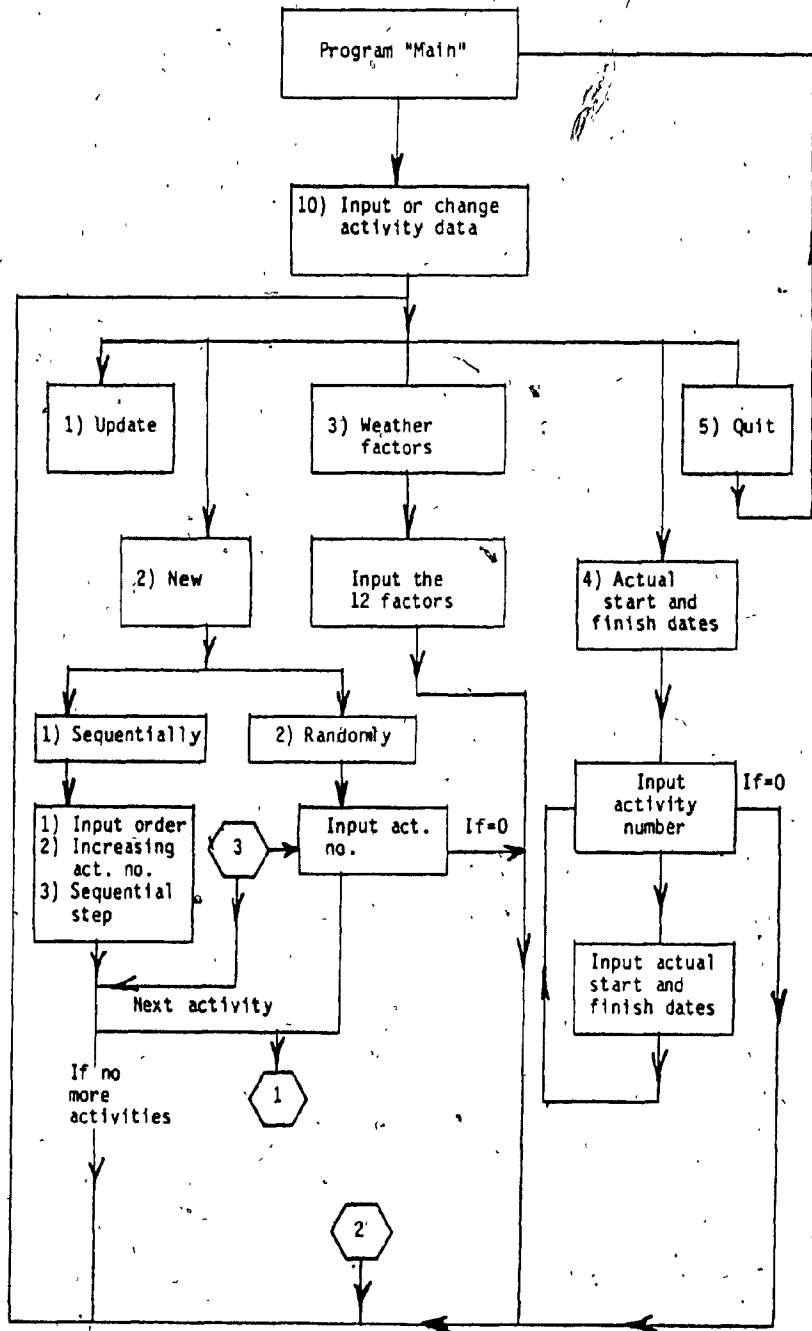 Program "Main"
10) Input or change
activity data
1) Update
3) Weather
factors
5) Quit
2) New
Input the
12 factors
4) Actual
start and
finish dates
1) Sequentially
2) Randomly
Input
activity
number
If=0
1) Input order
2) Increasing
act. no.
3) Sequential
step
3
Input act.
no.
If=0
Input actual
start and
finish dates
Next activity
If no
more
activities
1
2